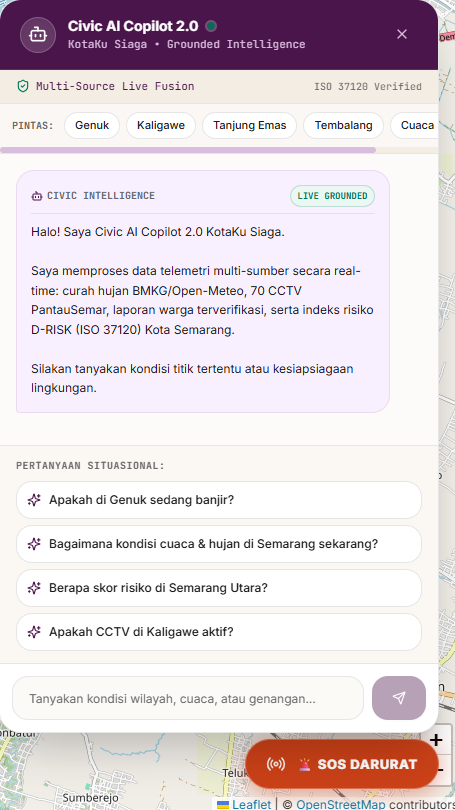 Civic AI Copilot 2.0
KotaKu Siaga • Grounded Intelligence
Multi-Source Live Fusion
ISO 37120 Verified
PINTAS:
Genuk
Kaligawe
Tanjung Emas
Tembalang
Cuaca
CIVIC INTELLIGENCE
LIVE GROUNDED
Halo! Saya Civic AI Copilot 2.0 KotaKu Siaga.
Saya memproses data telemetri multi-sumber secara real-
time: curah hujan BMKG/Open-Meteo, 70 CCTV
PantauSemar, laporan warga terverifikasi, serta indeks risiko
D-RISK (ISO 37120) Kota Semarang.
Silakan tanyakan kondisi titik tertentu atau kesiapsiagaan
lingkungan.
PERTANYAAN SITUASIONAL:
Apakah di Genuk sedang banjir?
Bagaimana kondisi cuaca & hujan di Semarang sekarang?
Berapa skor risiko di Semarang Utara?
Apakah CCTV di Kaligawe aktif?
Tanyakan kondisi wilayah, cuaca, atau genangan...
+
SOS DARURAT
Sumberejo
Leaflet | © OpenStreetMap contributors